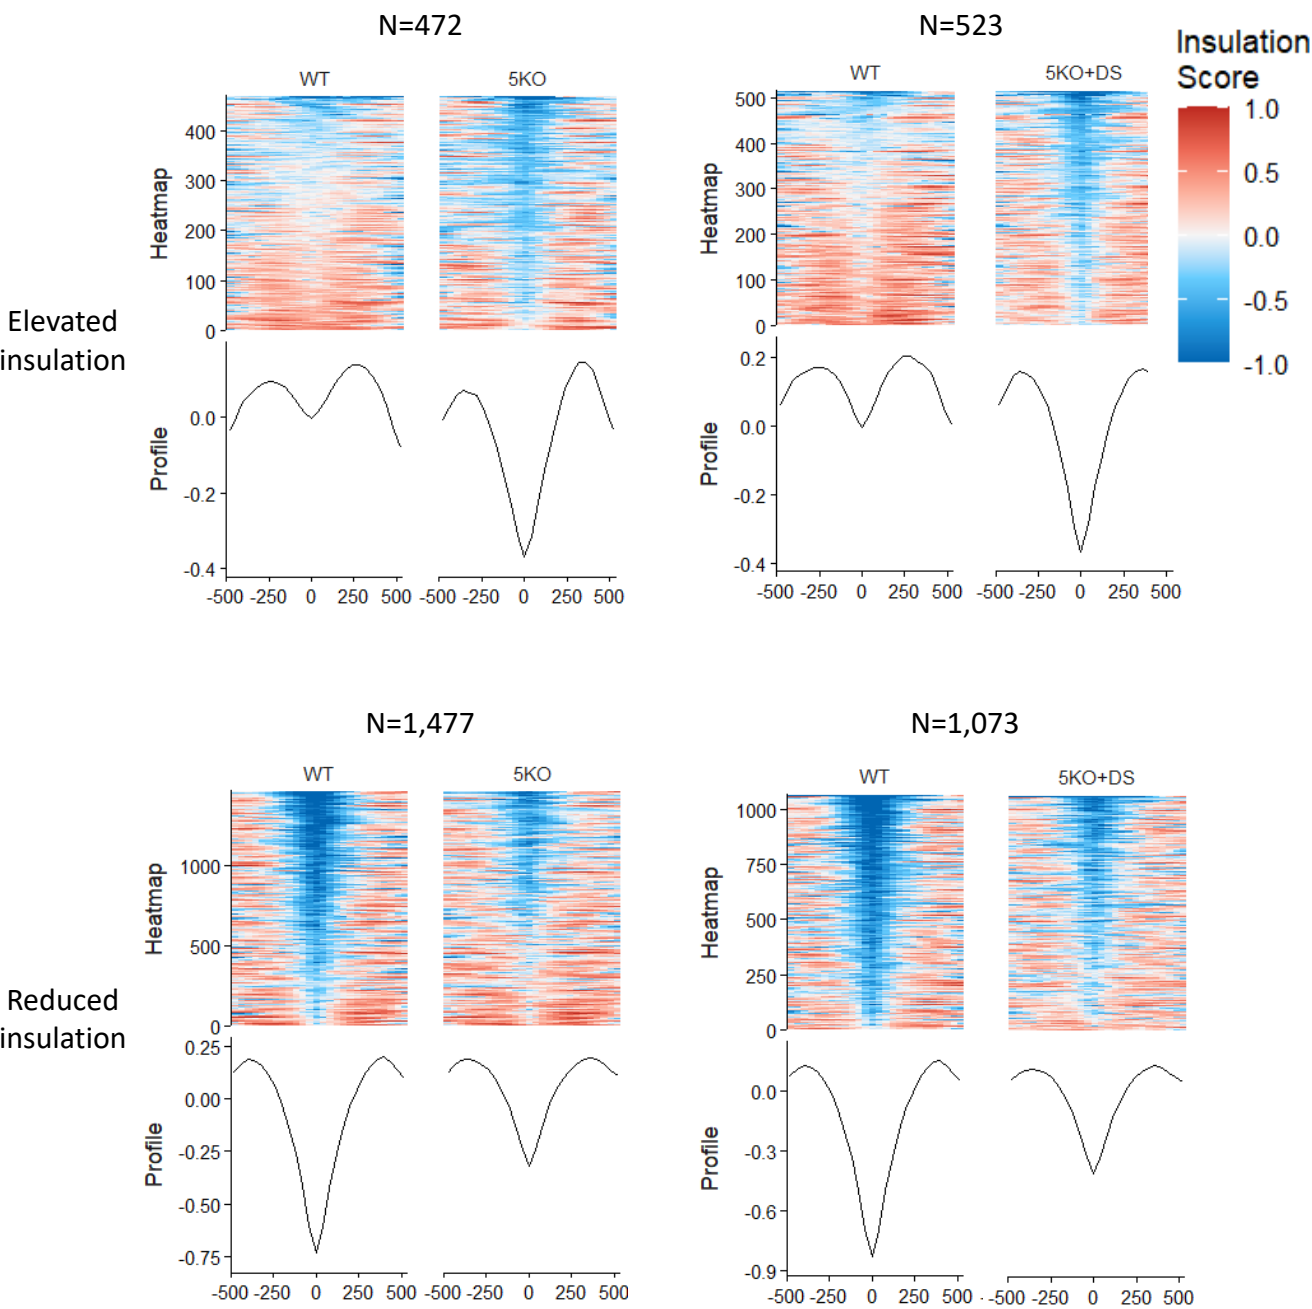 N=472
N=523
Insulation
Score
WT
5KO
WT
5KO+DS
1.0
0.5
0.0
-0.5
-1.0
Heatmap
400
300
200
100
0
Heatmap
500
400
300
200
100
0
Elevated
insulation
Profile
0.0
-0.2
-0.4
Profile
0.2
0.0
-0.2
-0.4
-500 -250 0 250 500
-500 -250 0 250 500
-500 -250 0 250 500
-500 -250 0 250 500
N=1,477
N=1,073
WT
5KO
WT
5KO+DS
Heatmap
1000
500
0
Heatmap
1000
750
500
250
0
Reduced
insulation
Profile
0.25
0.00
-0.25
-0.50
-0.75
Profile
0.0
-0.3
-0.6
-0.9
-500 -250 0 250 500
-500 -250 0 250 500
-500 -250 0 250 500
-500 -250 0 250 500